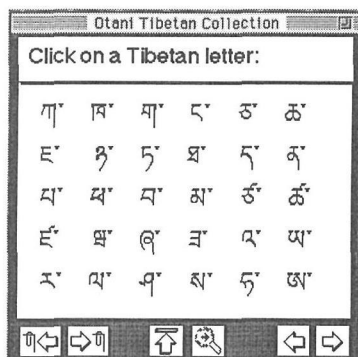 Otani Tibetan Collection
Click on a Tibetan letter:
ཀ་ ཁ་ ག་ ང་ ཅ་ ཆ་
ཇ་ ཉ་ ཏ་ ཐ་ ད་ ན་
པ་ ཕ་ བ་ མ་ ཙ་ ཚ་
ཛ་ ཝ་ ཞ་ ཟ་ འ་ ཡ་
ར་ ལ་ ཤ་ ས་ ཧ་ ཨ་